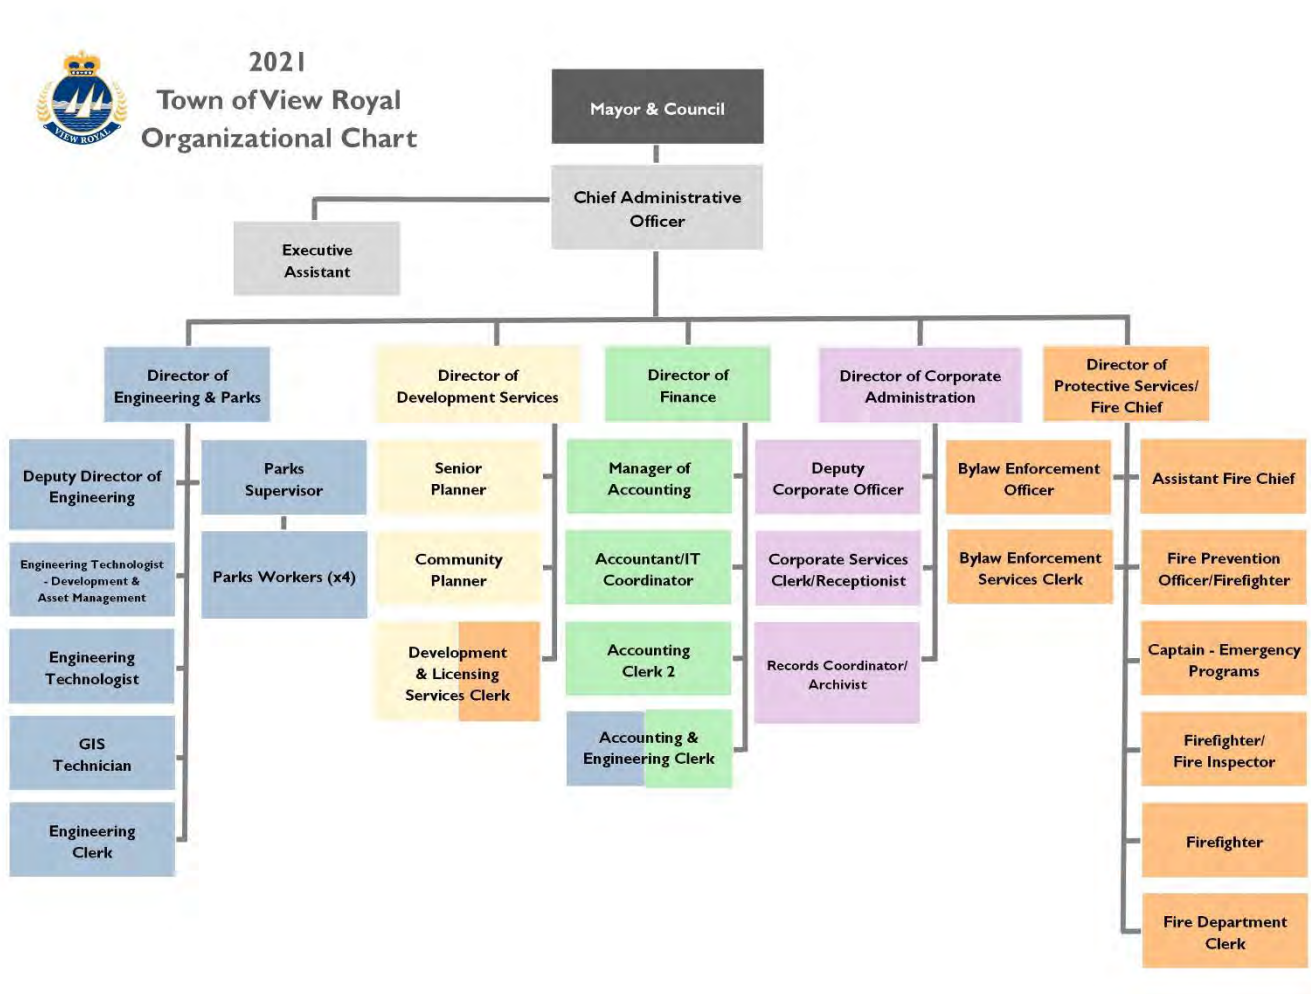 2021
Town of View Royal
Organizational Chart
VIEW ROYAL
Mayor & Council
Chief Administrative
Officer
Executive
Assistant
Director of
Engineering & Parks
Director of
Development Services
Director of
Finance
Director of Corporate
Administration
Director of
Protective Services/
Fire Chief
Deputy Director of
Engineering
Parks
Supervisor
Engineering Technologist
- Development &
Asset Management
Parks Workers (x4)
Engineering
Technologist
GIS
Technician
Engineering
Clerk
Senior
Planner
Community
Planner
Development
& Licensing
Services Clerk
Manager of
Accounting
Accountant/IT
Coordinator
Accounting
Clerk 2
Accounting &
Engineering Clerk
Deputy
Corporate Officer
Corporate Services
Clerk/Receptionist
Records Coordinator/
Archivist
Bylaw Enforcement
Officer
Bylaw Enforcement
Services Clerk
Assistant Fire Chief
Fire Prevention
Officer/Firefighter
Captain - Emergency
Programs
Firefighter/
Fire Inspector
Firefighter
Fire Department
Clerk